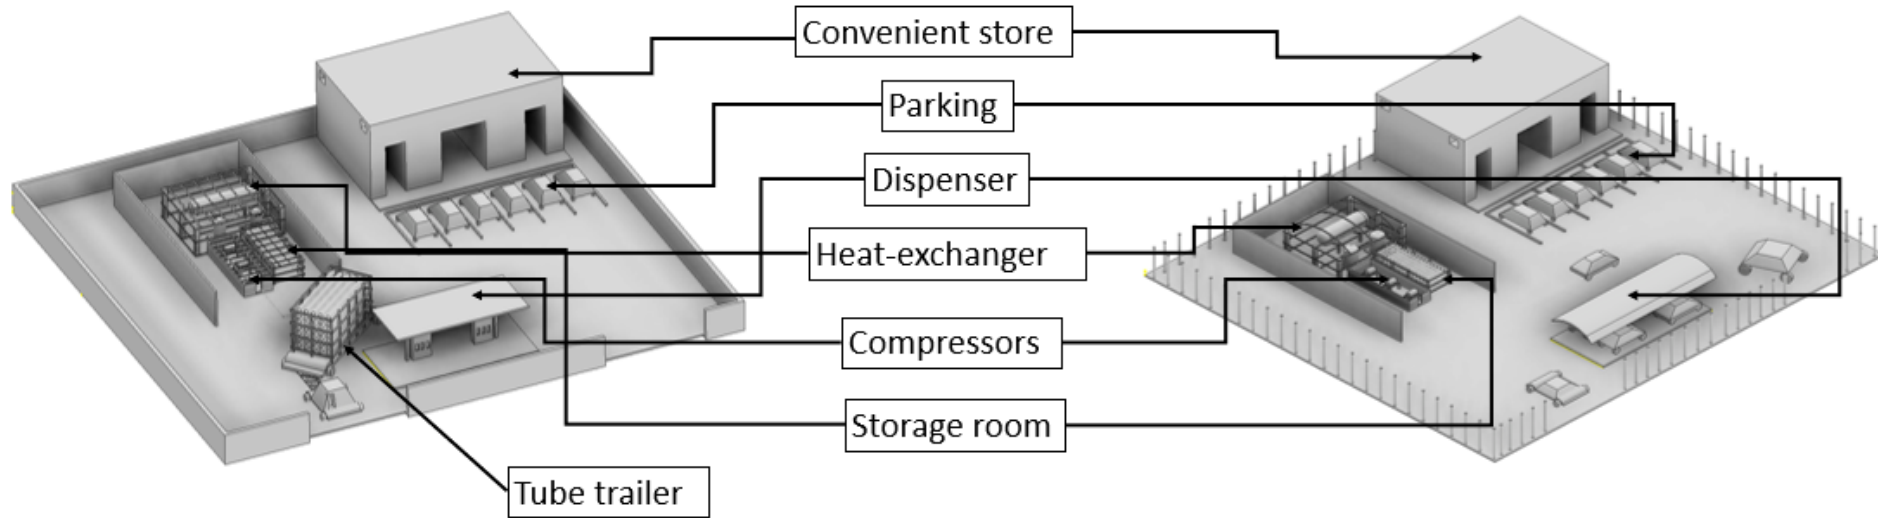 Convenient store
Parking
Dispenser
Heat-exchanger
Compressors
Storage room
Tube trailer